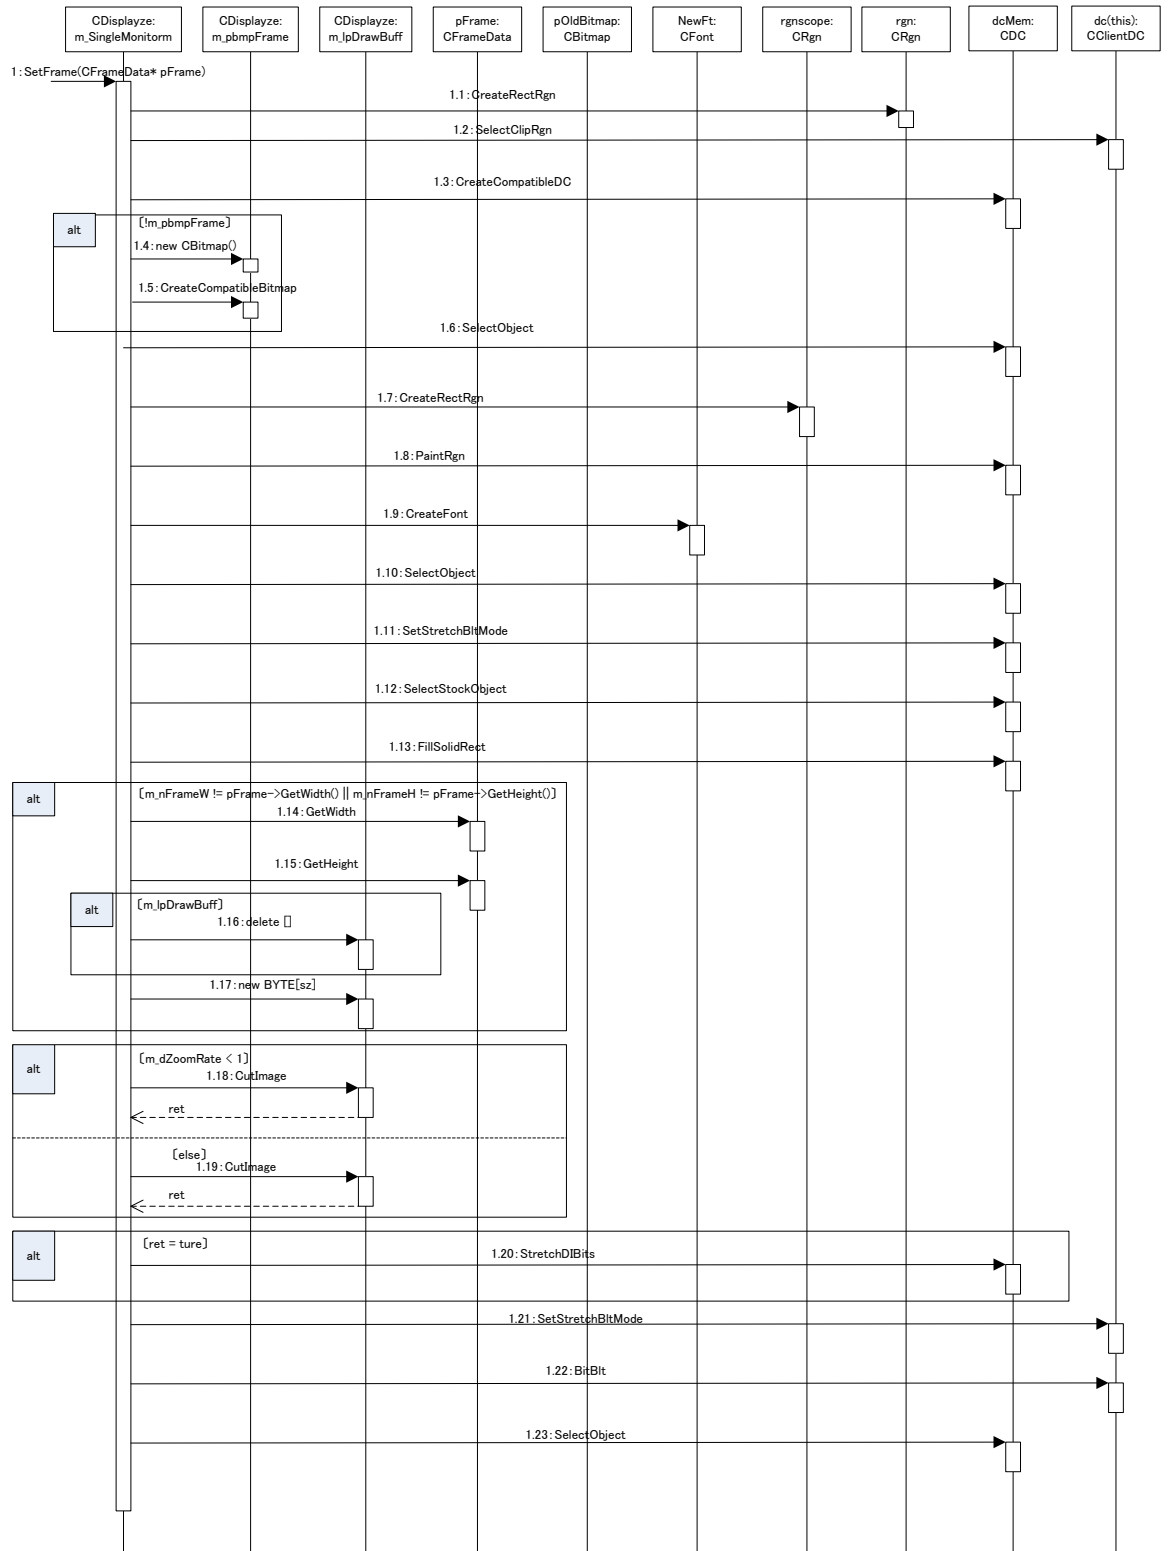 CDisplayze:
m_SingleMonitorm
CDisplayze:
m_pbmpFrame
CDisplayze:
m_lpDrawBuff
pFrame:
CFrameData
pOldBitmap:
CBitmap
NewFt:
CFont
rgnscope:
CRgn
rgn:
CRgn
dcMem:
CDC
dc(this):
CClientDC
1:SetFrame(CFrameData* pFrame)
1.1:CreateRectRgn
1.2:SelectClipRgn
1.3:CreateCompatibleDC
alt
[!m_pbmpFrame]
1.4:new CBitmap()
1.5:CreateCompatibleBitmap
1.6:SelectObject
1.7:CreateRectRgn
1.8:PaintRgn
1.9:CreateFont
1.10:SelectObject
1.11:SetStretchBltMode
1.12:SelectStockObject
1.13:FillSolidRect
alt
[m_nFrameW != pFrame->GetWidth() || m_nFrameH != pFrame->GetHeight()]
1.14:GetWidth
1.15:GetHeight
alt
[m_lpDrawBuff]
1.16:delete []
1.17:new BYTE[sz]
alt
[m_dZoomRate < 1]
1.18:CutImage
ret
[else]
1.19:CutImage
ret
alt
[ret = ture]
1.20:StretchDIBits
1.21:SetStretchBltMode
1.22:BitBlt
1.23:SelectObject